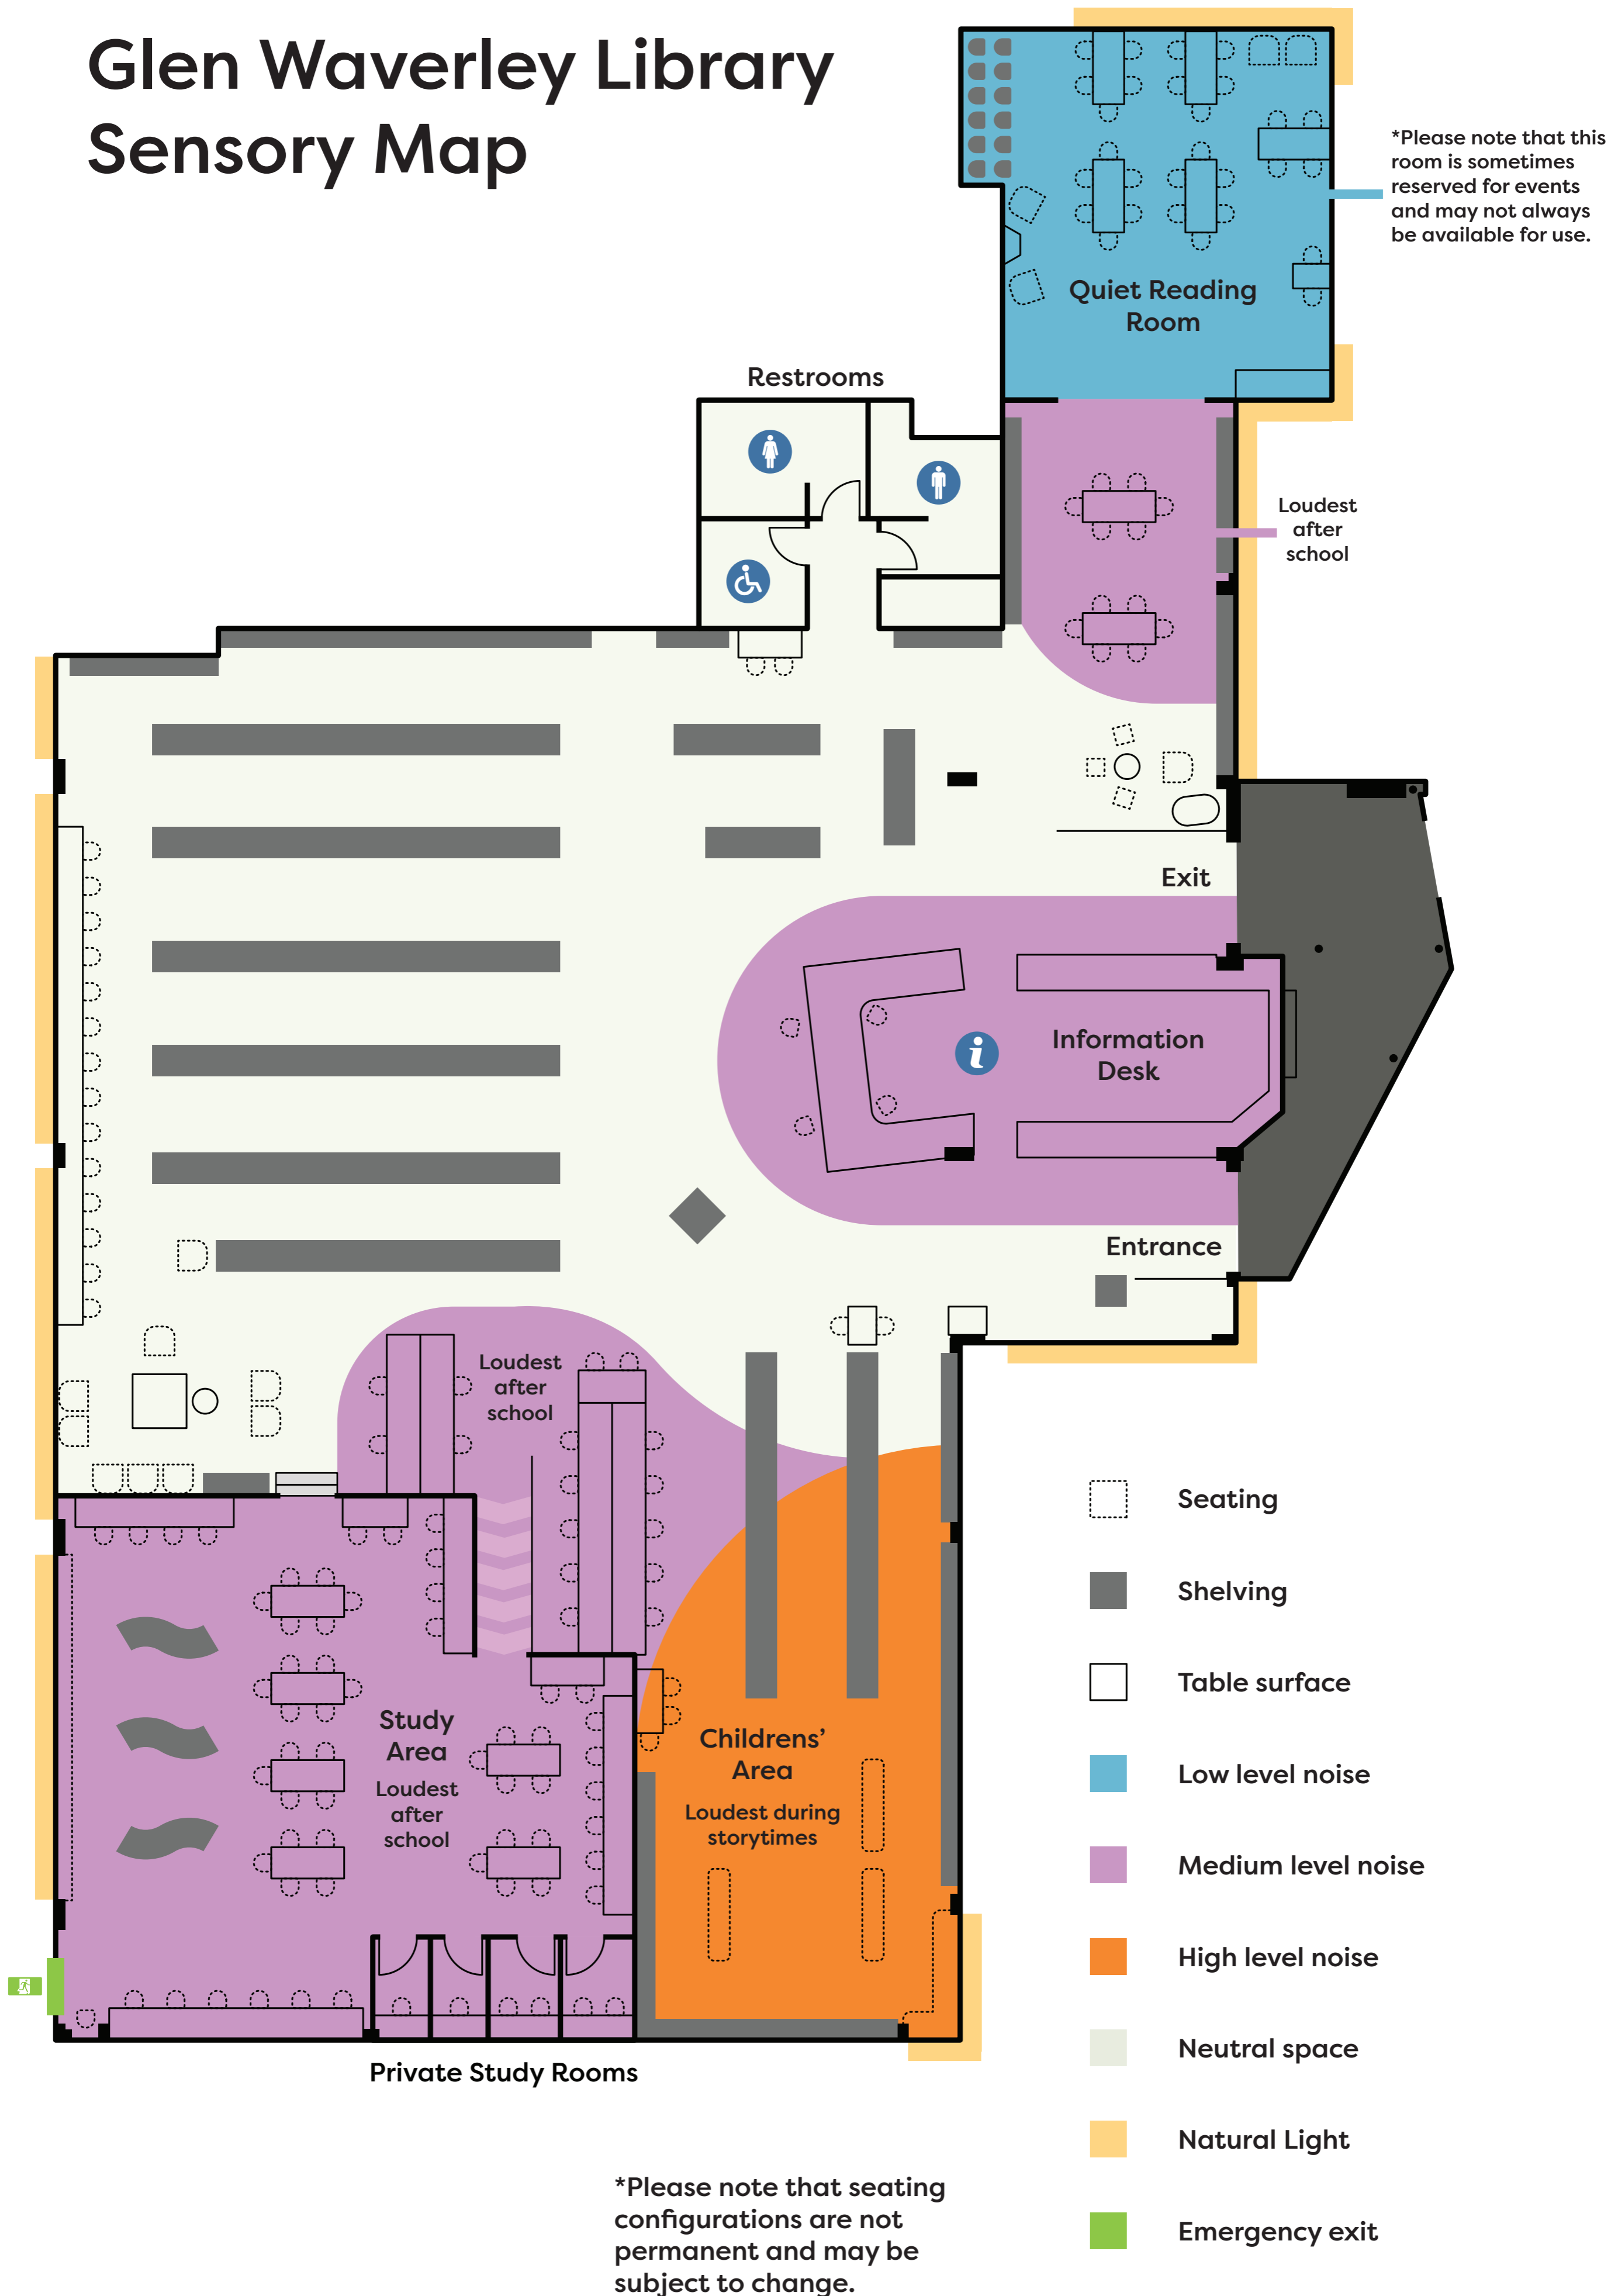 Glen Waverley Library
Sensory Map
*Please note that this
room is sometimes
reserved for events
and may not always
be available for use.
Quiet Reading
Room
Restrooms
Loudest
after
school
Exit
Information
Desk
i
Entrance
Loudest
after
school
Study
Area
Loudest
after
school
Childrens’
Area
Loudest during
storytimes
Private Study Rooms
Seating
Shelving
Table surface
Low level noise
Medium level noise
High level noise
Neutral space
Natural Light
Emergency exit
*Please note that seating
configurations are not
permanent and may be
subject to change.